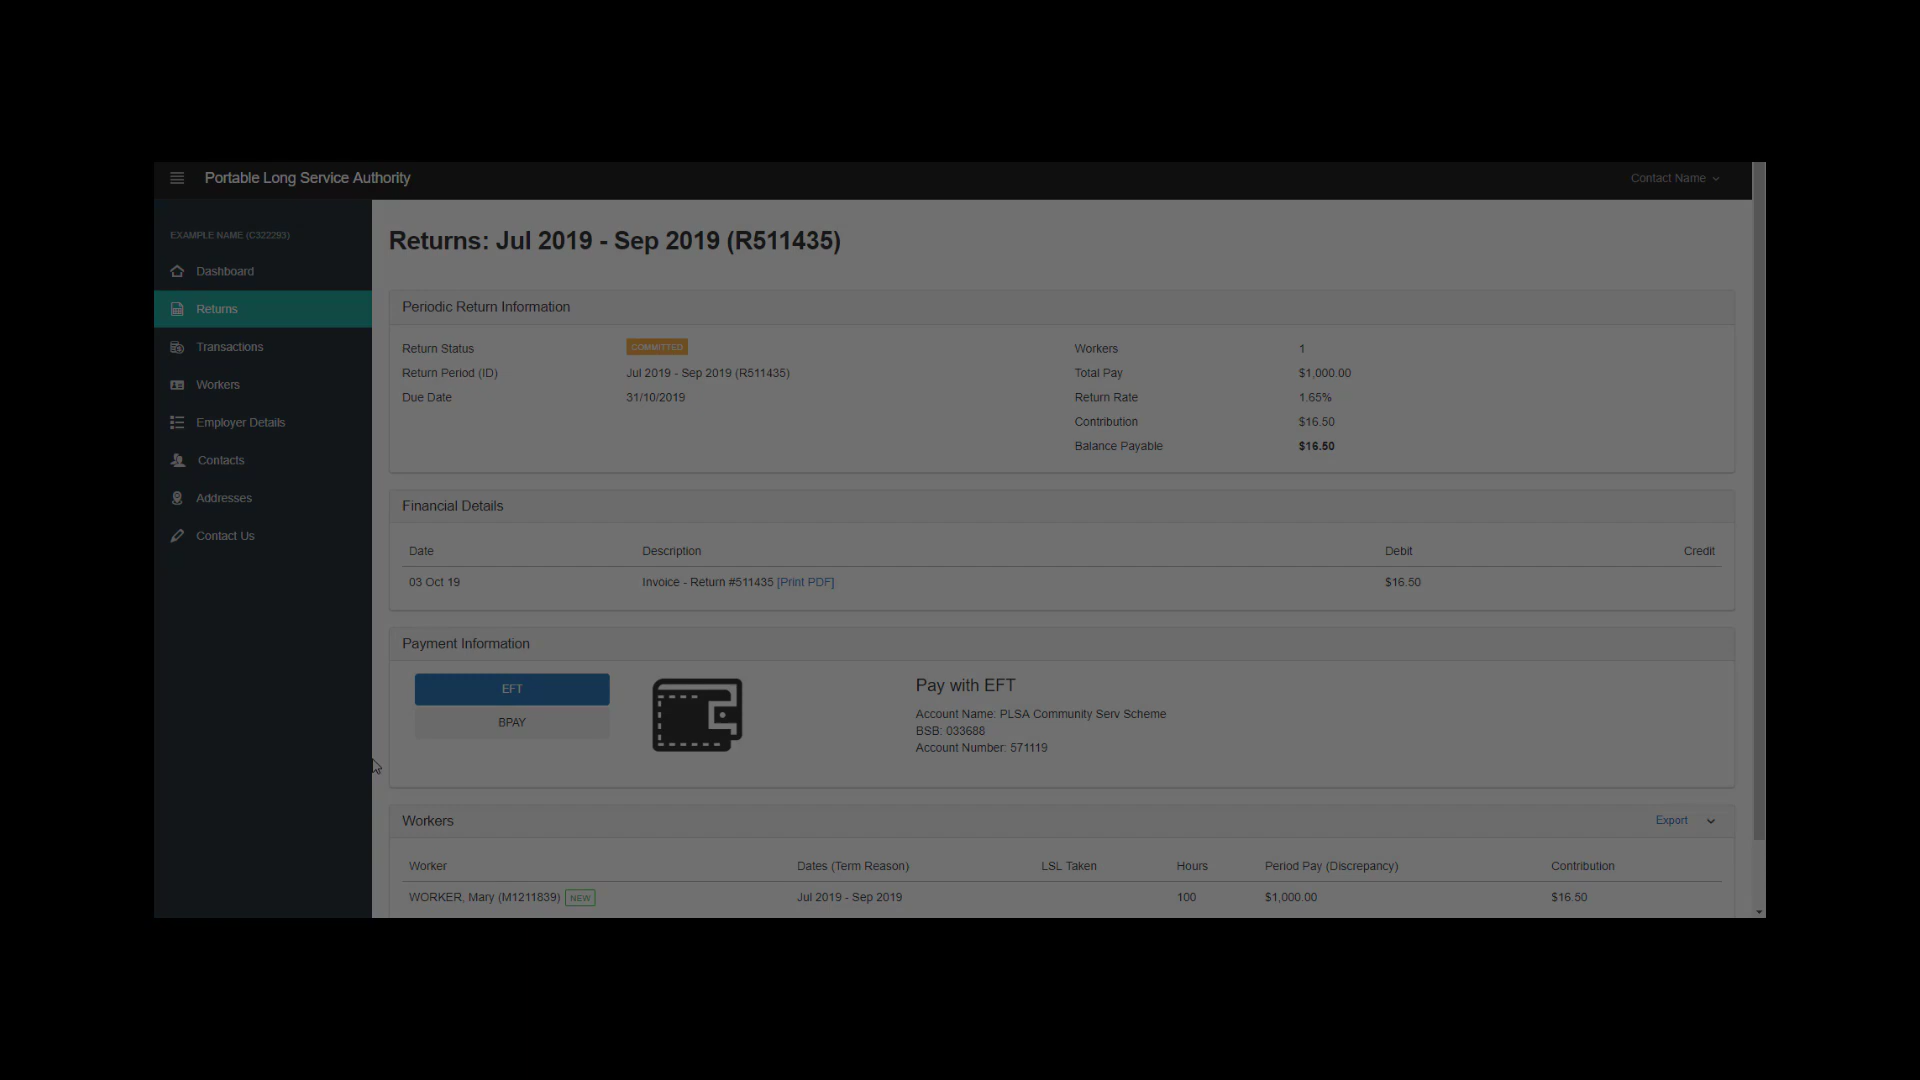 Portable Long Service Authority
Contact Name
EXAMPLE NAME (C322293)
Dashboard
Returns
Transactions
Workers
Employer Details
Contacts
Addresses
Contact Us
Returns: Jul 2019 - Sep 2019 (R511435)
Periodic Return Information
Return Status COMMITTED
Return Period (ID) Jul 2019 - Sep 2019 (R511435)
Due Date 31/10/2019
Workers 1
Total Pay $1,000.00
Return Rate 1.65%
Contribution $16.50
Balance Payable $16.50
Financial Details
Date Description Debit Credit
03 Oct 19 Invoice - Return #511435 [Print PDF] $16.50
Payment Information
EFT
BPAY
Pay with EFT
Account Name: PLSA Community Serv Scheme
BSB: 033688
Account Number: 571119
Workers Export
Worker Dates (Term Reason) LSL Taken Hours Period Pay (Discrepancy) Contribution
WORKER, Mary (M1211839) NEW Jul 2019 - Sep 2019 100 $1,000.00 $16.50